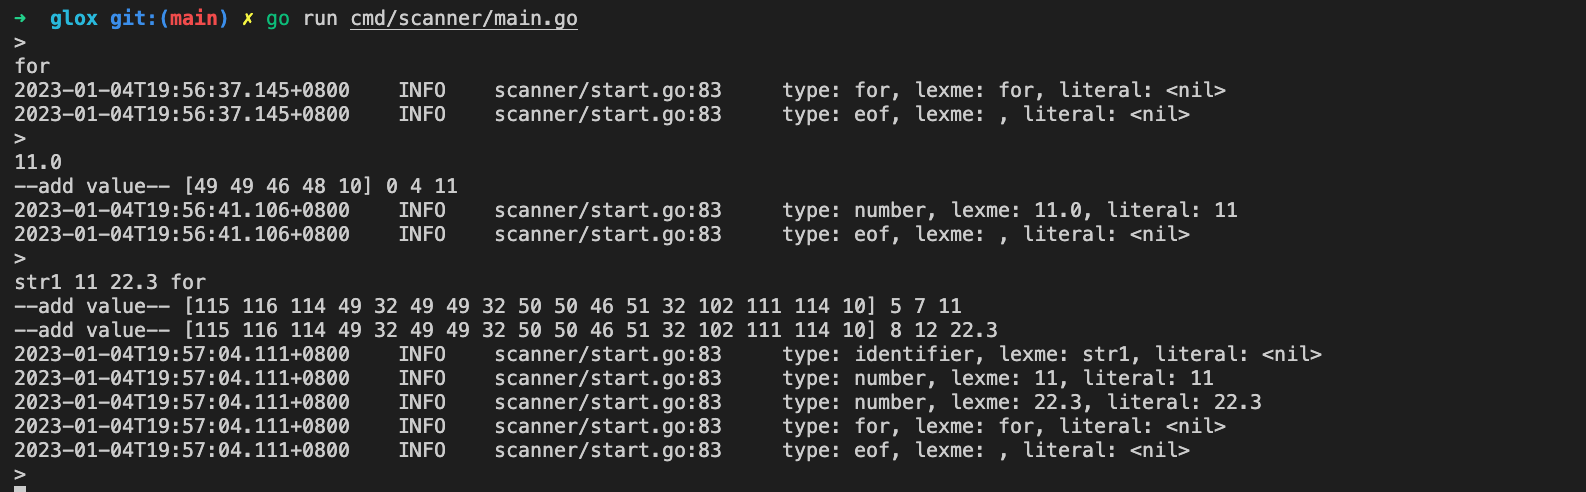 ➜  glox git:(main) ✗ go run cmd/scanner/main.go
>
for
2023-01-04T19:56:37.145+0800    INFO    scanner/start.go:83     type: for, lexme: for, literal: <nil>
2023-01-04T19:56:37.145+0800    INFO    scanner/start.go:83     type: eof, lexme: , literal: <nil>
>
11.0
--add value-- [49 49 46 48 10] 0 4 11
2023-01-04T19:56:41.106+0800    INFO    scanner/start.go:83     type: number, lexme: 11.0, literal: 11
2023-01-04T19:56:41.106+0800    INFO    scanner/start.go:83     type: eof, lexme: , literal: <nil>
>
str1 11 22.3 for
--add value-- [115 116 114 49 32 49 49 32 50 50 46 51 32 102 111 114 10] 5 7 11
--add value-- [115 116 114 49 32 49 49 32 50 50 46 51 32 102 111 114 10] 8 12 22.3
2023-01-04T19:57:04.111+0800    INFO    scanner/start.go:83     type: identifier, lexme: str1, literal: <nil>
2023-01-04T19:57:04.111+0800    INFO    scanner/start.go:83     type: number, lexme: 11, literal: 11
2023-01-04T19:57:04.111+0800    INFO    scanner/start.go:83     type: number, lexme: 22.3, literal: 22.3
2023-01-04T19:57:04.111+0800    INFO    scanner/start.go:83     type: for, lexme: for, literal: <nil>
2023-01-04T19:57:04.111+0800    INFO    scanner/start.go:83     type: eof, lexme: , literal: <nil>
>